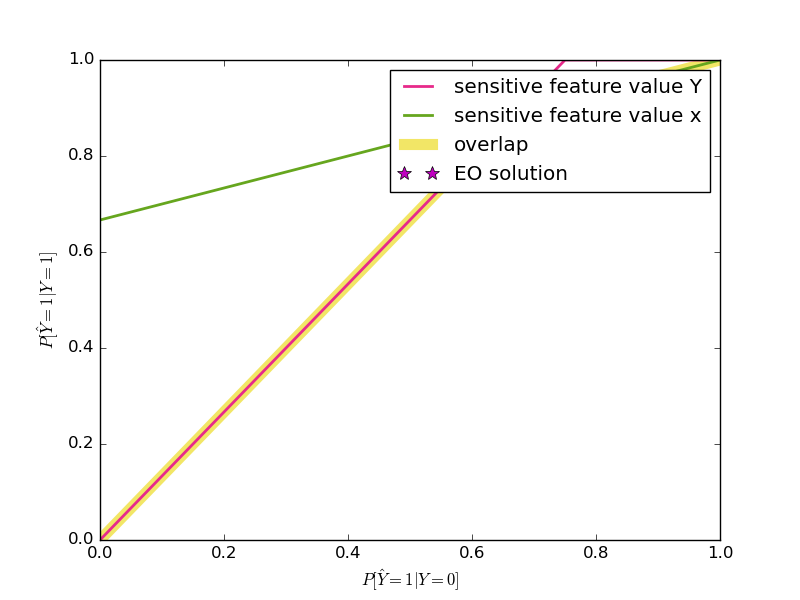 1.0
0.8
0.6
0.4
0.2
0.0
P[Ŷ=1|Y=1]
sensitive feature value Y
sensitive feature value x
overlap
EO solution
0.0 0.2 0.4 0.6 0.8 1.0
P[Ŷ=1|Y=0]